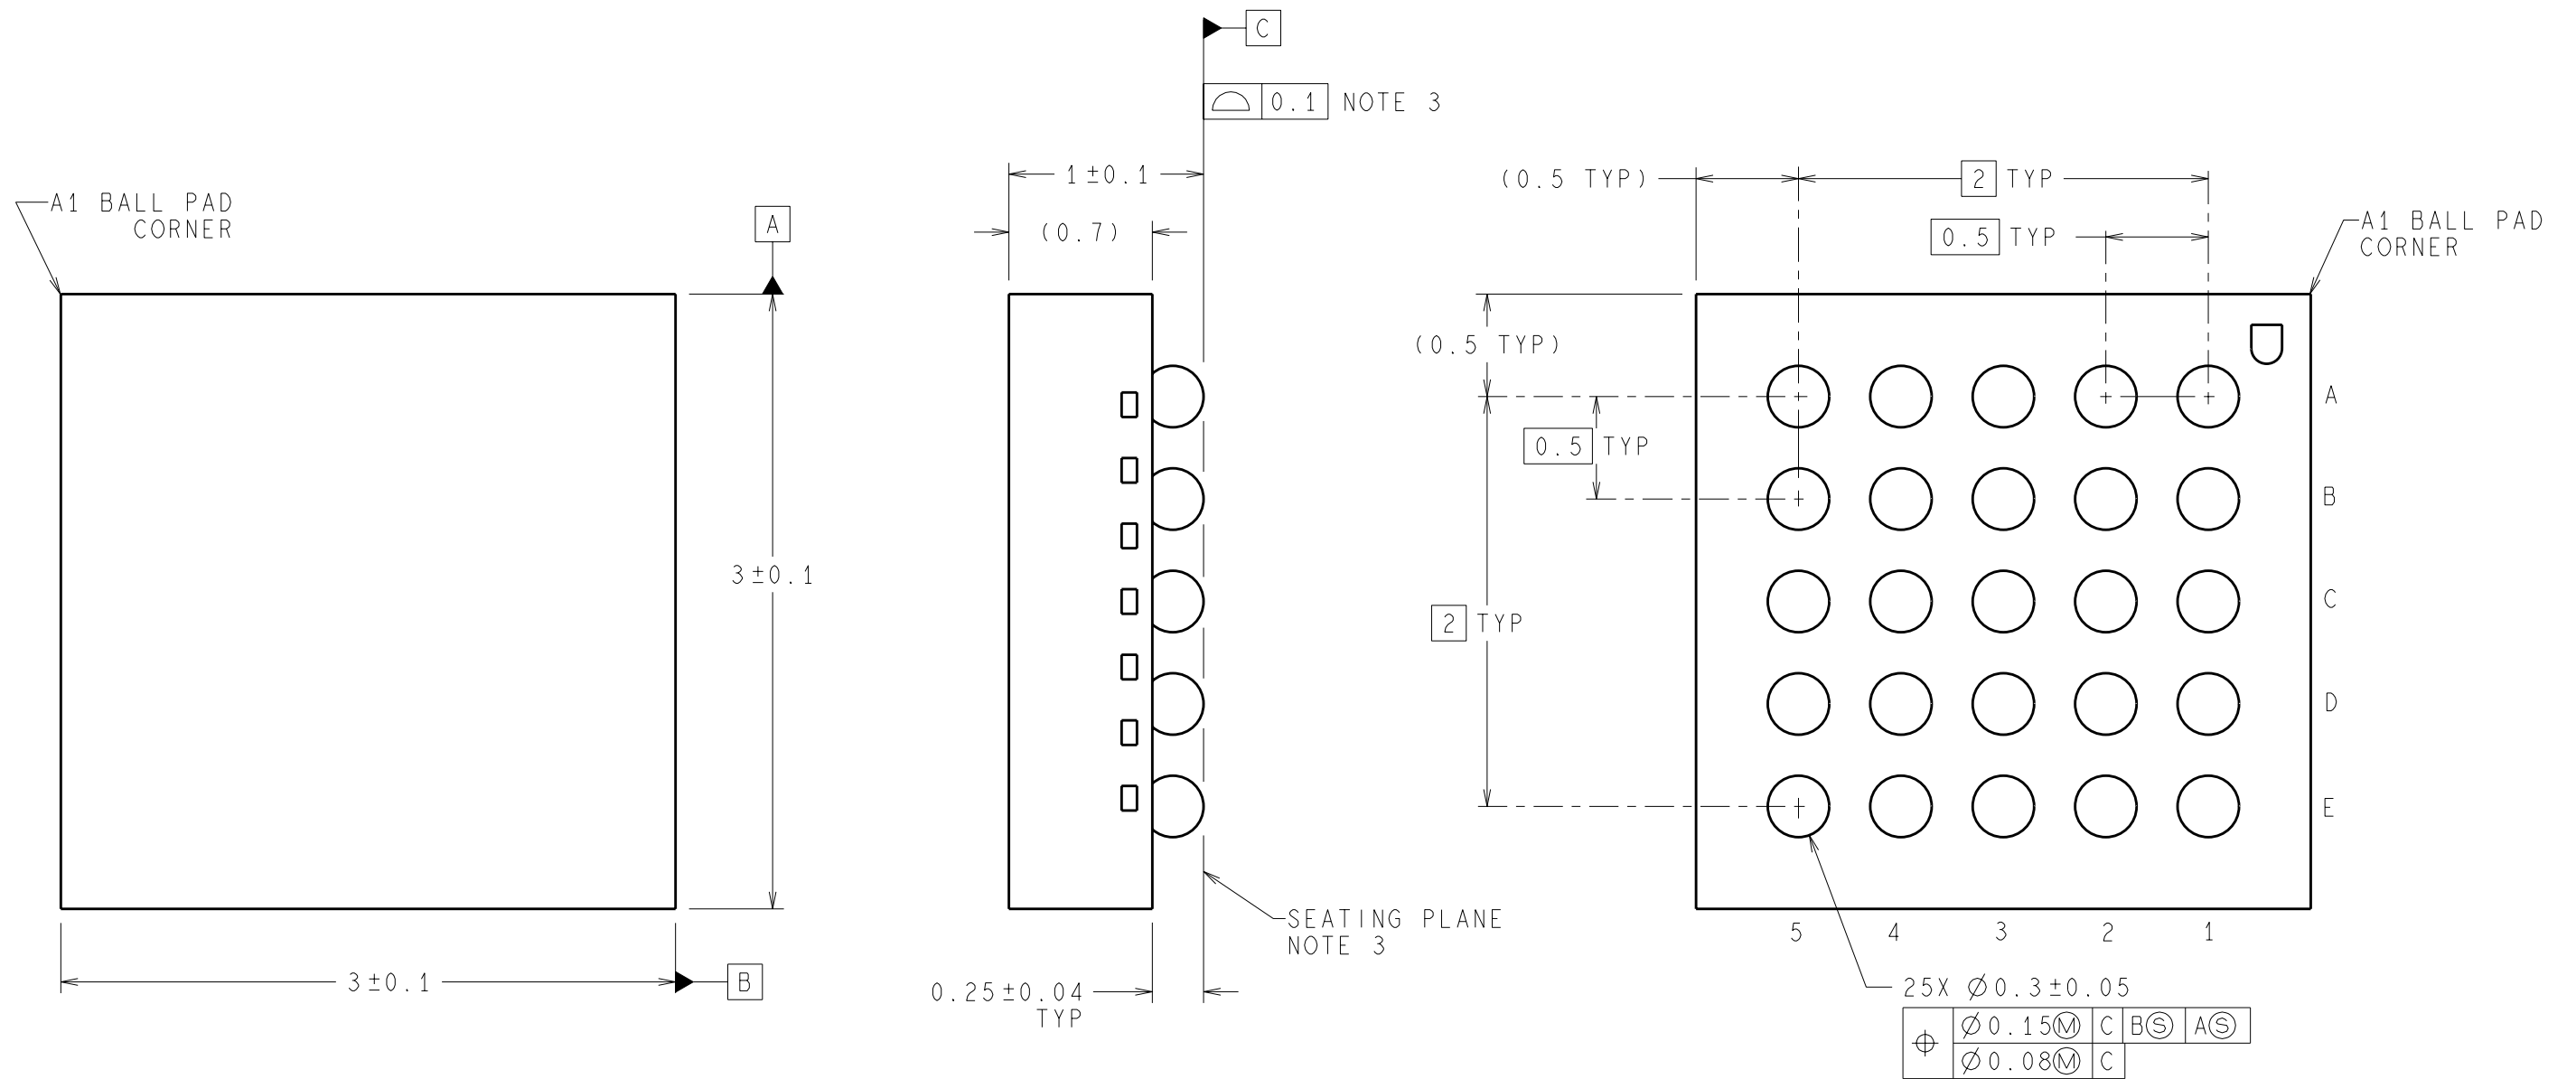 C
0.1 NOTE 3
1±0.1
(0.7)
A1 BALL PAD
CORNER
A
3±0.1
3±0.1
B
0.25±0.04
TYP
SEATING PLANE
NOTE 3
(0.5 TYP)
2 TYP
0.5 TYP
A1 BALL PAD
CORNER
(0.5 TYP)
0.5 TYP
2 TYP
A
B
C
D
E
5 4 3 2 1
25X Ø0.3±0.05
⌖ Ø0.15Ⓜ C BⓈ AⓈ
Ø0.08Ⓜ C